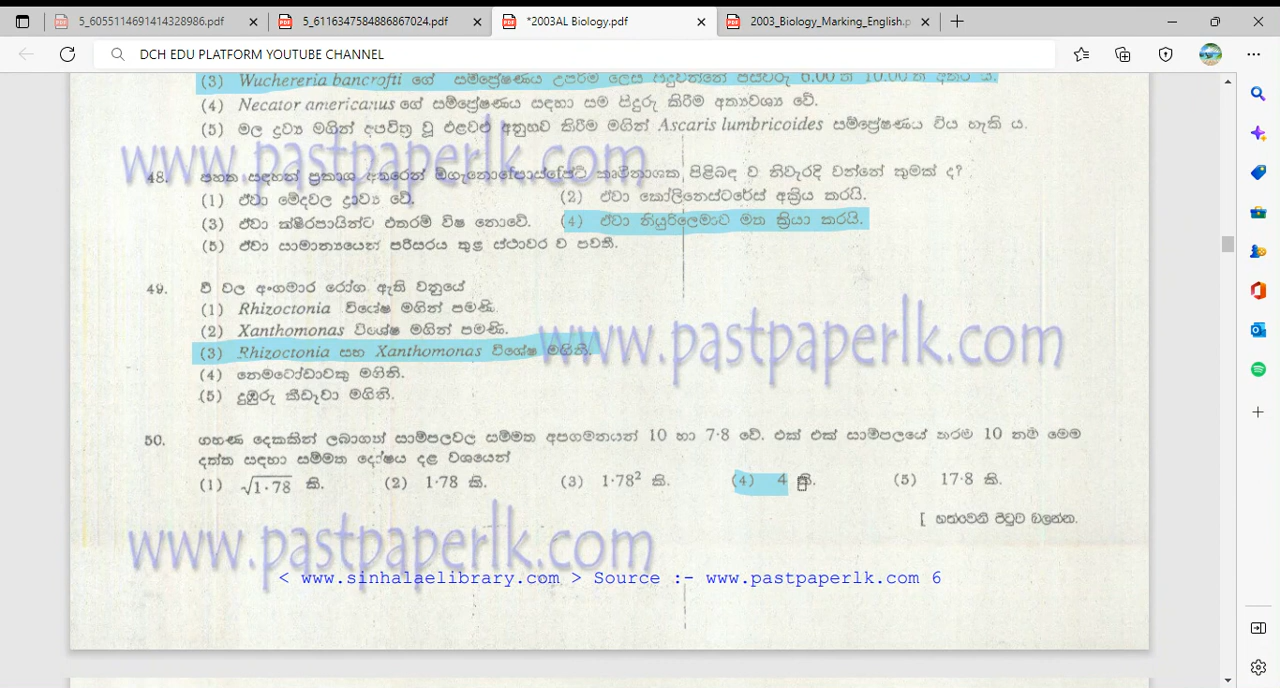 6_6055114691414328986.pdf
5_6116347584886867024.pdf
*2003AL Biology.pdf
2003_Biology_Marking_English.p
DCH EDU PLATFORM YOUTUBE CHANNEL
(3) Wuchereria bancrofti ගේ සම්ප්‍රේෂණය උපරිම ලෙස සිදුවන්නේ පස්වරු 6.00 ත් 10.00 ත් අතර ය.
(4) Necator americanus ගේ සම්ප්‍රේෂණය සඳහා සම සිදුරු කිරීම අත්‍යවශ්‍ය වේ.
(5) මල ද්‍රව්‍ය මගින් අපවිත්‍ර වූ එළවළු අනුභව කිරීම මගින් Ascaris lumbricoides සම්ප්‍රේෂණය විය හැකි ය.
www.pastpaperlk.com
48. පහත සඳහන් ප්‍රකාශ අතරෙන් ඕගැනොෆොස්ෆේට් කෘමිනාශක පිළිබඳ ව නිවැරදි වන්නේ කුමක් ද?
(1) ඒවා මේදවල ද්‍රාව්‍ය වේ. (2) ඒවා කෝලිනෙස්ටරේස් අක්‍රිය කරයි.
(3) ඒවා ක්ෂීරපායින්ට එතරම් විෂ නොවේ. (4) ඒවා නියුරිලෙමාව මත ක්‍රියා කරයි.
(5) ඒවා සාමාන්‍යයෙන් පරිසරය තුළ ස්ථාවර ව පවතී.
49. වී වල අංගමාර රෝග ඇති වනුයේ
(1) Rhizoctonia විශේෂ මගින් පමණි.
(2) Xanthomonas විශේෂ මගින් පමණි.
www.pastpaperlk.com
(3) Rhizoctonia සහ Xanthomonas විශේෂ මගිනි.
(4) නෙමටෝඩාවකු මගිනි.
(5) දුඹුරු කීඩෑවා මගිනි.
50. ගහණ දෙකකින් ලබාගත් සාම්පලවල සම්මත අපගමනයන් 10 හා 7·8 වේ. එක් එක් සාම්පලයේ තරම 10 නම් මෙම
දත්ත සඳහා සම්මත දෝෂය දළ වශයෙන්
(1) √1·78 කි. (2) 1·78 කි. (3) 1·78² කි. (4) 4 කි. (5) 17·8 කි.
[ හත්වෙනි පිටුව බලන්න.
www.pastpaperlk.com
< www.sinhalaelibrary.com > Source :- www.pastpaperlk.com 6